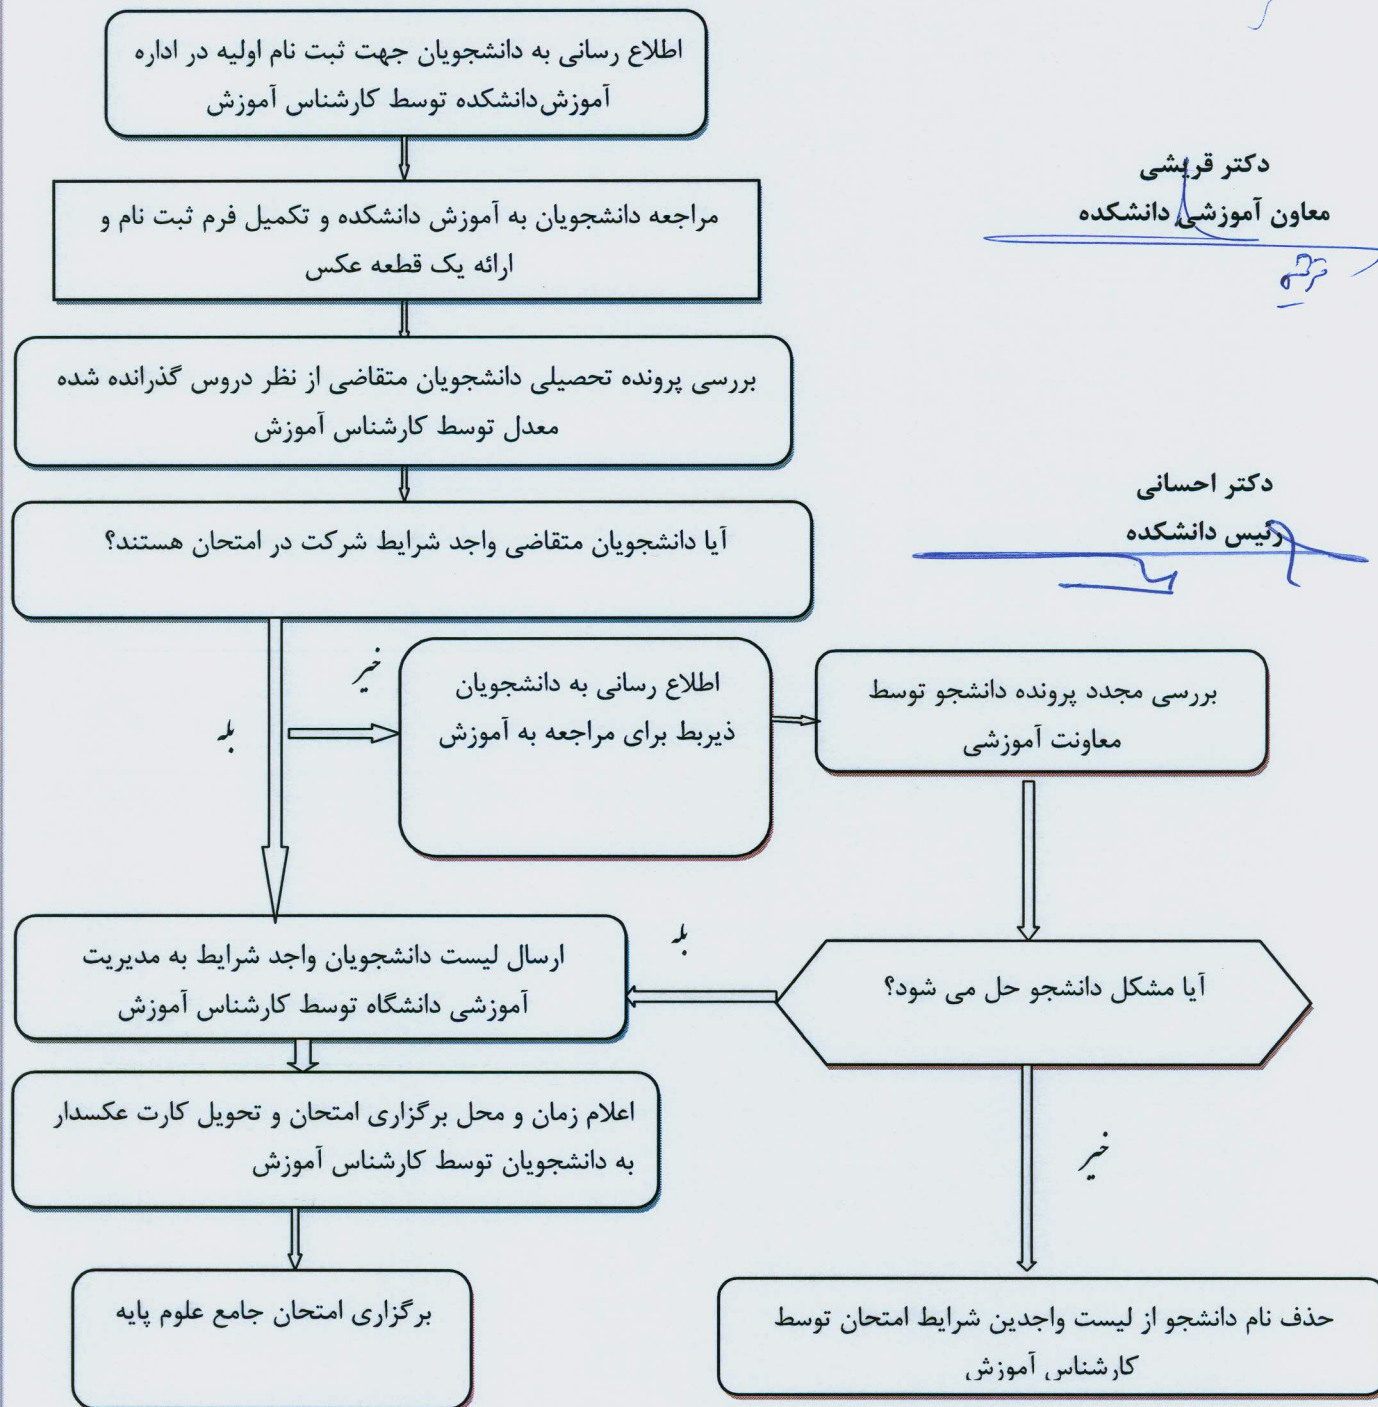 اطلاع رسانی به دانشجویان جهت ثبت نام اولیه در اداره
آموزش‌دانشکده توسط کارشناس آموزش
دکتر قریشی
معاون آموزشی دانشکده
مراجعه دانشجویان به آموزش دانشکده و تکمیل فرم ثبت نام و
ارائه یک قطعه عکس
بررسی پرونده تحصیلی دانشجویان متقاضی از نظر دروس گذرانده شده
معدل توسط کارشناس آموزش
دکتر احسانی
رئیس دانشکده
آیا دانشجویان متقاضی واجد شرایط شرکت در امتحان هستند؟
خیر
بله
اطلاع رسانی به دانشجویان
ذیربط برای مراجعه به آموزش
بررسی مجدد پرونده دانشجو توسط
معاونت آموزشی
آیا مشکل دانشجو حل می شود؟
بله
ارسال لیست دانشجویان واجد شرایط به مدیریت
آموزشی دانشگاه توسط کارشناس آموزش
اعلام زمان و محل برگزاری امتحان و تحویل کارت عکسدار
به دانشجویان توسط کارشناس آموزش
خیر
برگزاری امتحان جامع علوم پایه
حذف نام دانشجو از لیست واجدین شرایط امتحان توسط
کارشناس آموزش